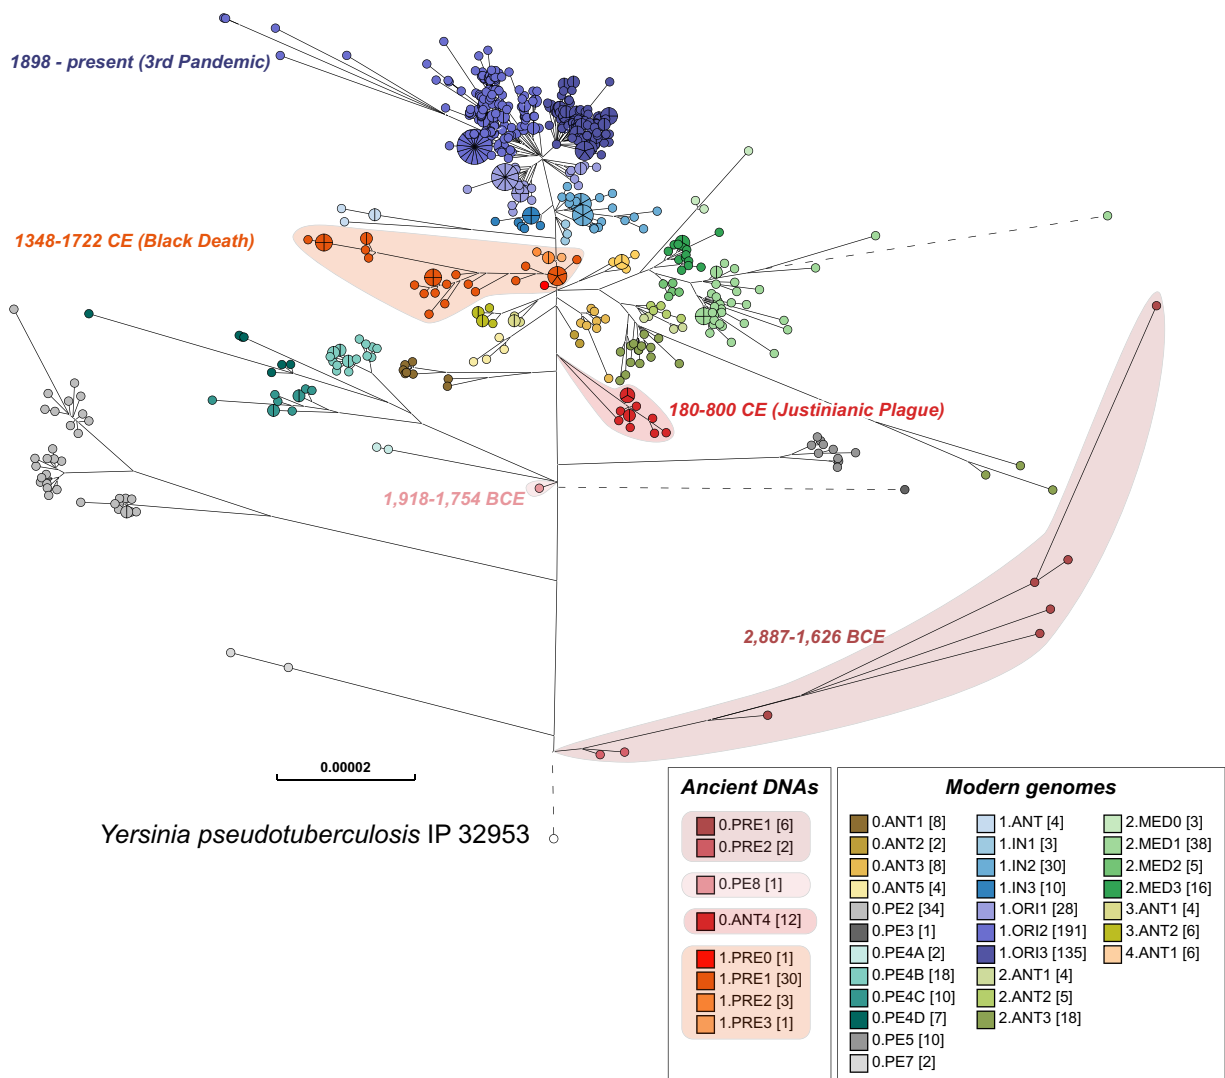 1898 - present (3rd Pandemic)
1348-1722 CE (Black Death)
180-800 CE (Justinianic Plague)
1,918-1,754 BCE
2,887-1,626 BCE
0.00002
Yersinia pseudotuberculosis IP 32953
Ancient DNAs
0.PRE1 [6]
0.PRE2 [2]
0.PE8 [1]
0.ANT4 [12]
1.PRE0 [1]
1.PRE1 [30]
1.PRE2 [3]
1.PRE3 [1]
Modern genomes
0.ANT1 [8]
0.ANT2 [2]
0.ANT3 [8]
0.ANT5 [4]
0.PE2 [34]
0.PE3 [1]
0.PE4A [2]
0.PE4B [18]
0.PE4C [10]
0.PE4D [7]
0.PE5 [10]
0.PE7 [2]
1.ANT [4]
1.IN1 [3]
1.IN2 [30]
1.IN3 [10]
1.ORI1 [28]
1.ORI2 [191]
1.ORI3 [135]
2.ANT1 [4]
2.ANT2 [5]
2.ANT3 [18]
2.MED0 [3]
2.MED1 [38]
2.MED2 [5]
2.MED3 [16]
3.ANT1 [4]
3.ANT2 [6]
4.ANT1 [6]